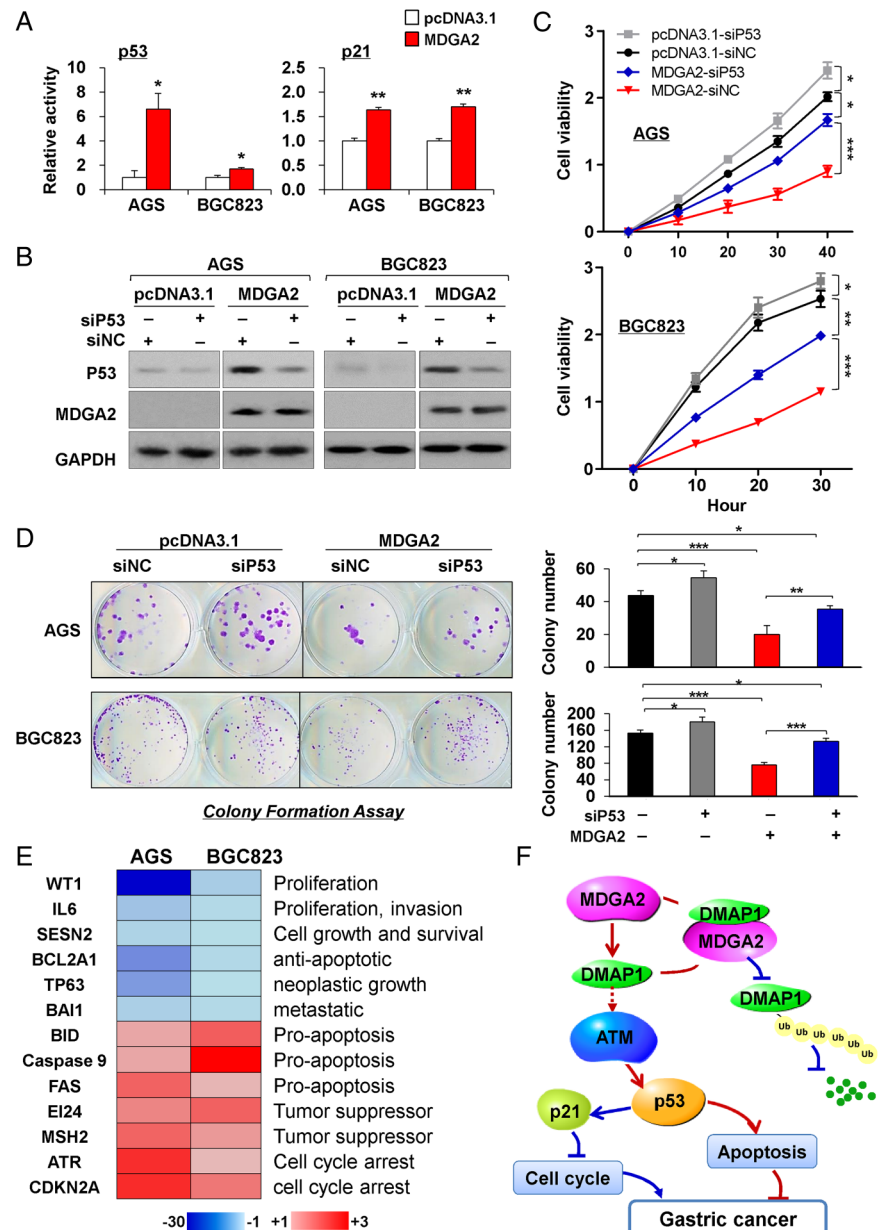 A
pcDNA3.1
MDGA2
p53
p21
Relative activity
10
8
6
4
2
0
*
*
AGS
BGC823
2.5
2.0
1.5
1.0
0.5
0.0
**
**
AGS
BGC823
B
AGS
BGC823
pcDNA3.1 MDGA2 pcDNA3.1 MDGA2
siP53 – + – + – + – +
siNC + – + – + – + –
P53
MDGA2
GAPDH
C
pcDNA3.1-siP53
pcDNA3.1-siNC
MDGA2-siP53
MDGA2-siNC
Cell viability
3
2
1
0
AGS
*
*
***
0 10 20 30 40
Cell viability
3
2
1
0
BGC823
*
**
***
0 10 20 30
Hour
D
pcDNA3.1 MDGA2
siNC siP53 siNC siP53
AGS
BGC823
Colony Formation Assay
Colony number
60
40
20
0
*
***
*
**
Colony number
200
160
120
80
40
0
*
***
*
***
siP53 – + – +
MDGA2 – – + +
E
AGS BGC823
WT1 Proliferation
IL6 Proliferation, invasion
SESN2 Cell growth and survival
BCL2A1 anti-apoptotic
TP63 neoplastic growth
BAI1 metastatic
BID Pro-apoptosis
Caspase 9 Pro-apoptosis
FAS Pro-apoptosis
EI24 Tumor suppressor
MSH2 Tumor suppressor
ATR Cell cycle arrest
CDKN2A cell cycle arrest
-30 -1 +1 +3
F
MDGA2
DMAP1
MDGA2
DMAP1
DMAP1
Ub Ub Ub Ub Ub Ub
ATM
p21
p53
Cell cycle
Apoptosis
Gastric cancer